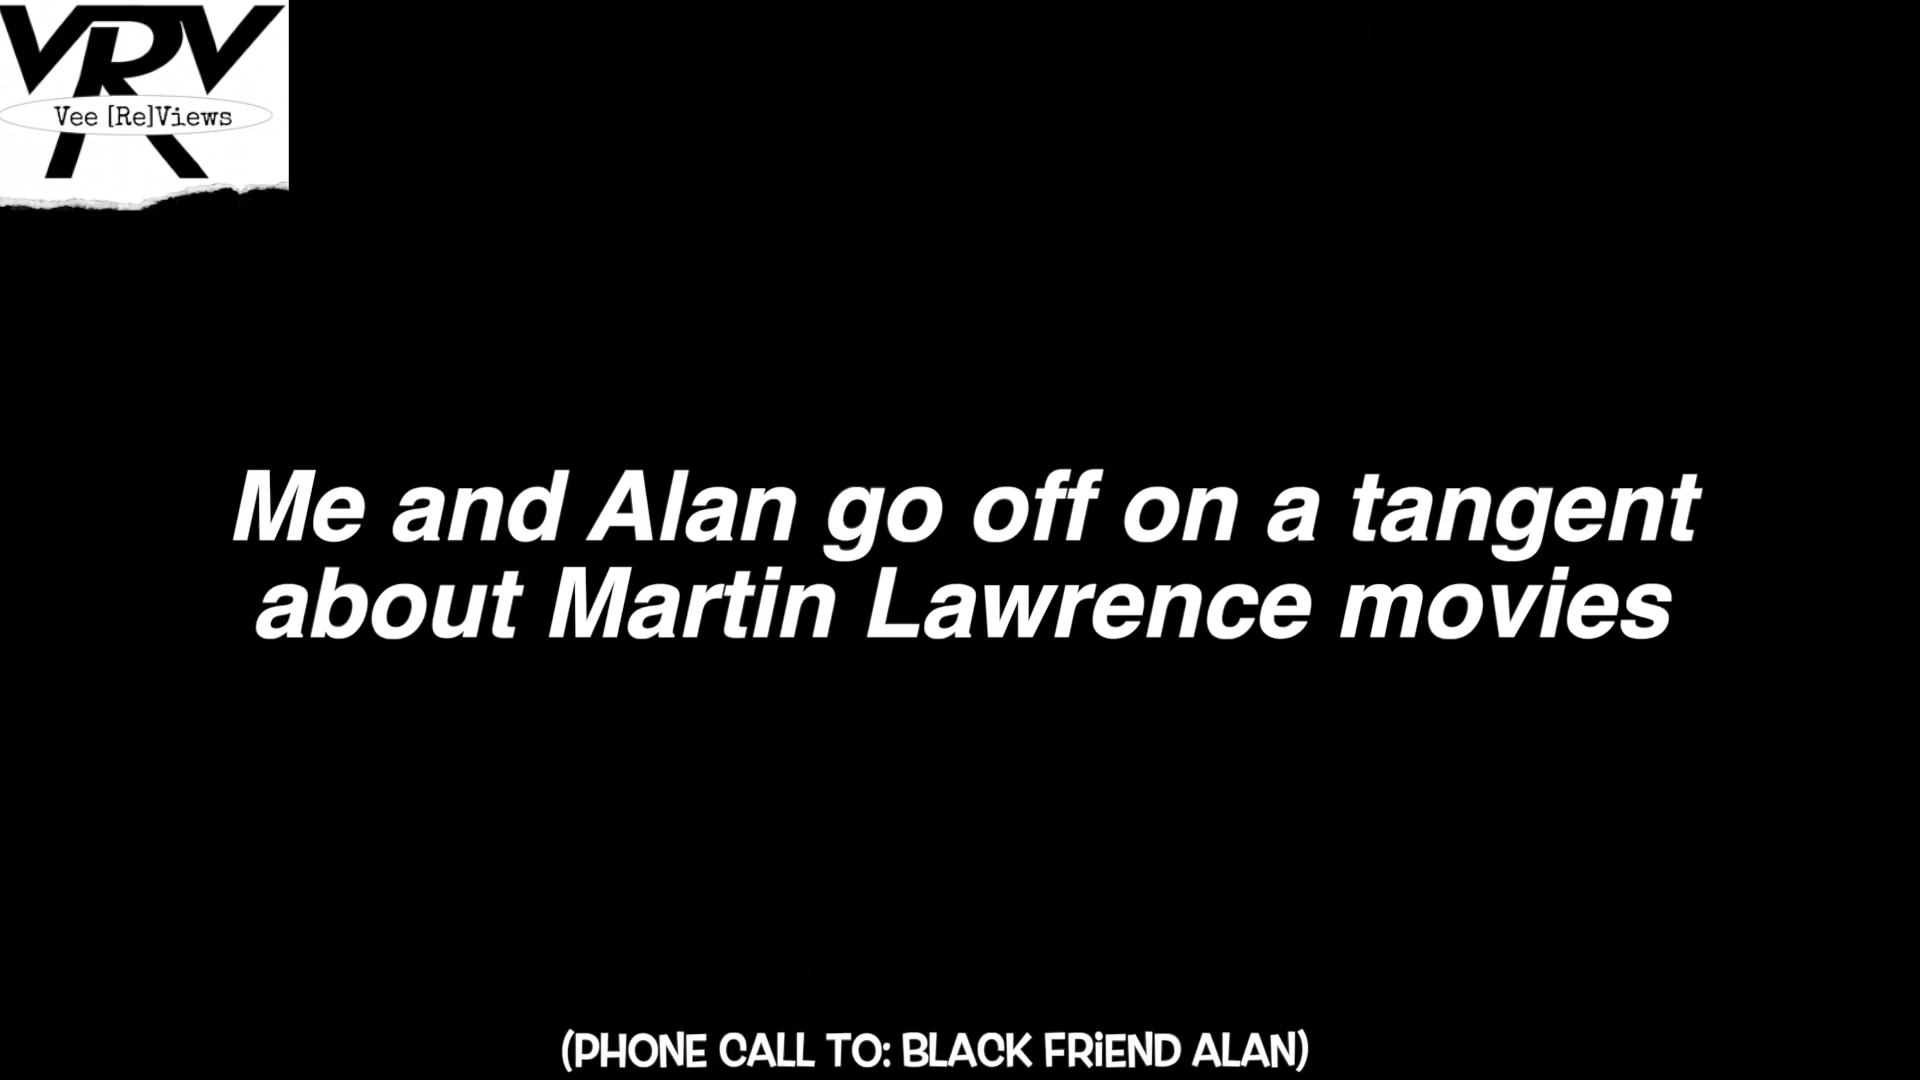 VRV
Vee [Re]Views
Me and Alan go off on a tangent
about Martin Lawrence movies
(PHONE CALL TO: BLACK FRiEND ALAN)